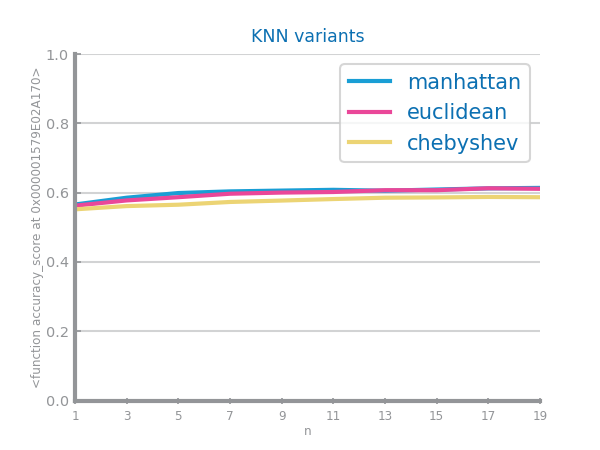 KNN variants
<function accuracy_score at 0x000001579E02A170>
1.0
0.8
0.6
0.4
0.2
0.0
manhattan
euclidean
chebyshev
1 3 5 7 9 11 13 15 17 19
n